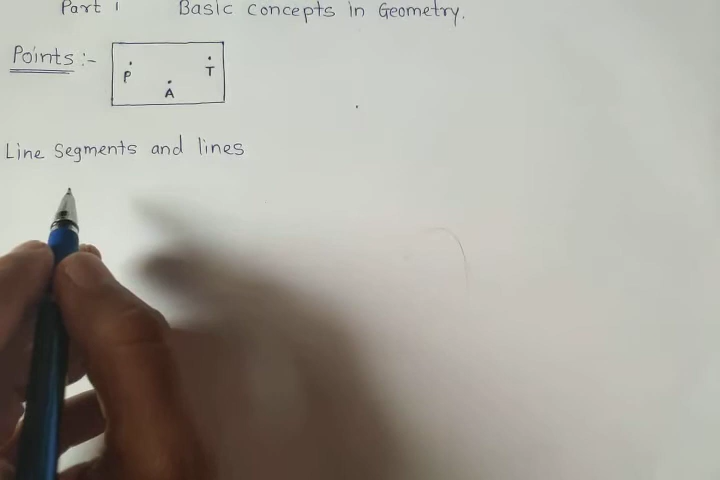 Part 1 Basic Concepts in Geometry.
Points :-
P A T
Line Segments and lines